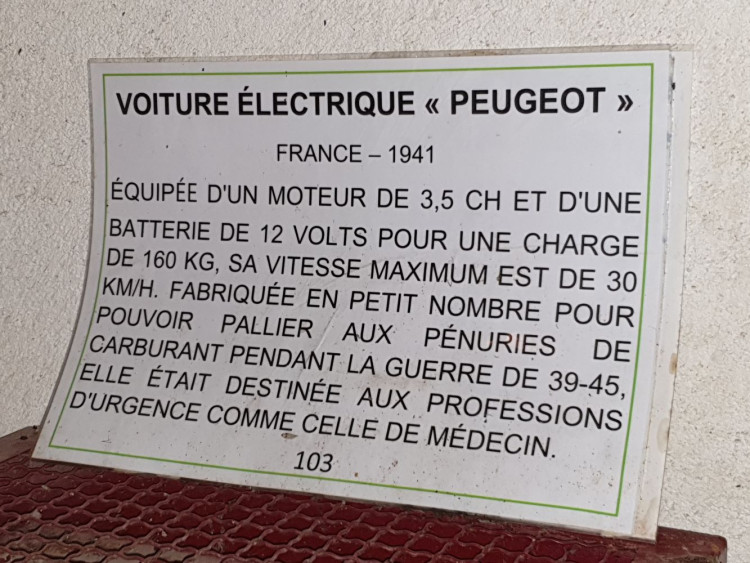 VOITURE ÉLECTRIQUE « PEUGEOT »
FRANCE – 1941
ÉQUIPÉE D'UN MOTEUR DE 3,5 CH ET D'UNE
BATTERIE DE 12 VOLTS POUR UNE CHARGE
DE 160 KG, SA VITESSE MAXIMUM EST DE 30
KM/H. FABRIQUÉE EN PETIT NOMBRE POUR
POUVOIR PALLIER AUX PÉNURIES DE
CARBURANT PENDANT LA GUERRE DE 39-45,
ELLE ÉTAIT DESTINÉE AUX PROFESSIONS
D'URGENCE COMME CELLE DE MÉDECIN.
103